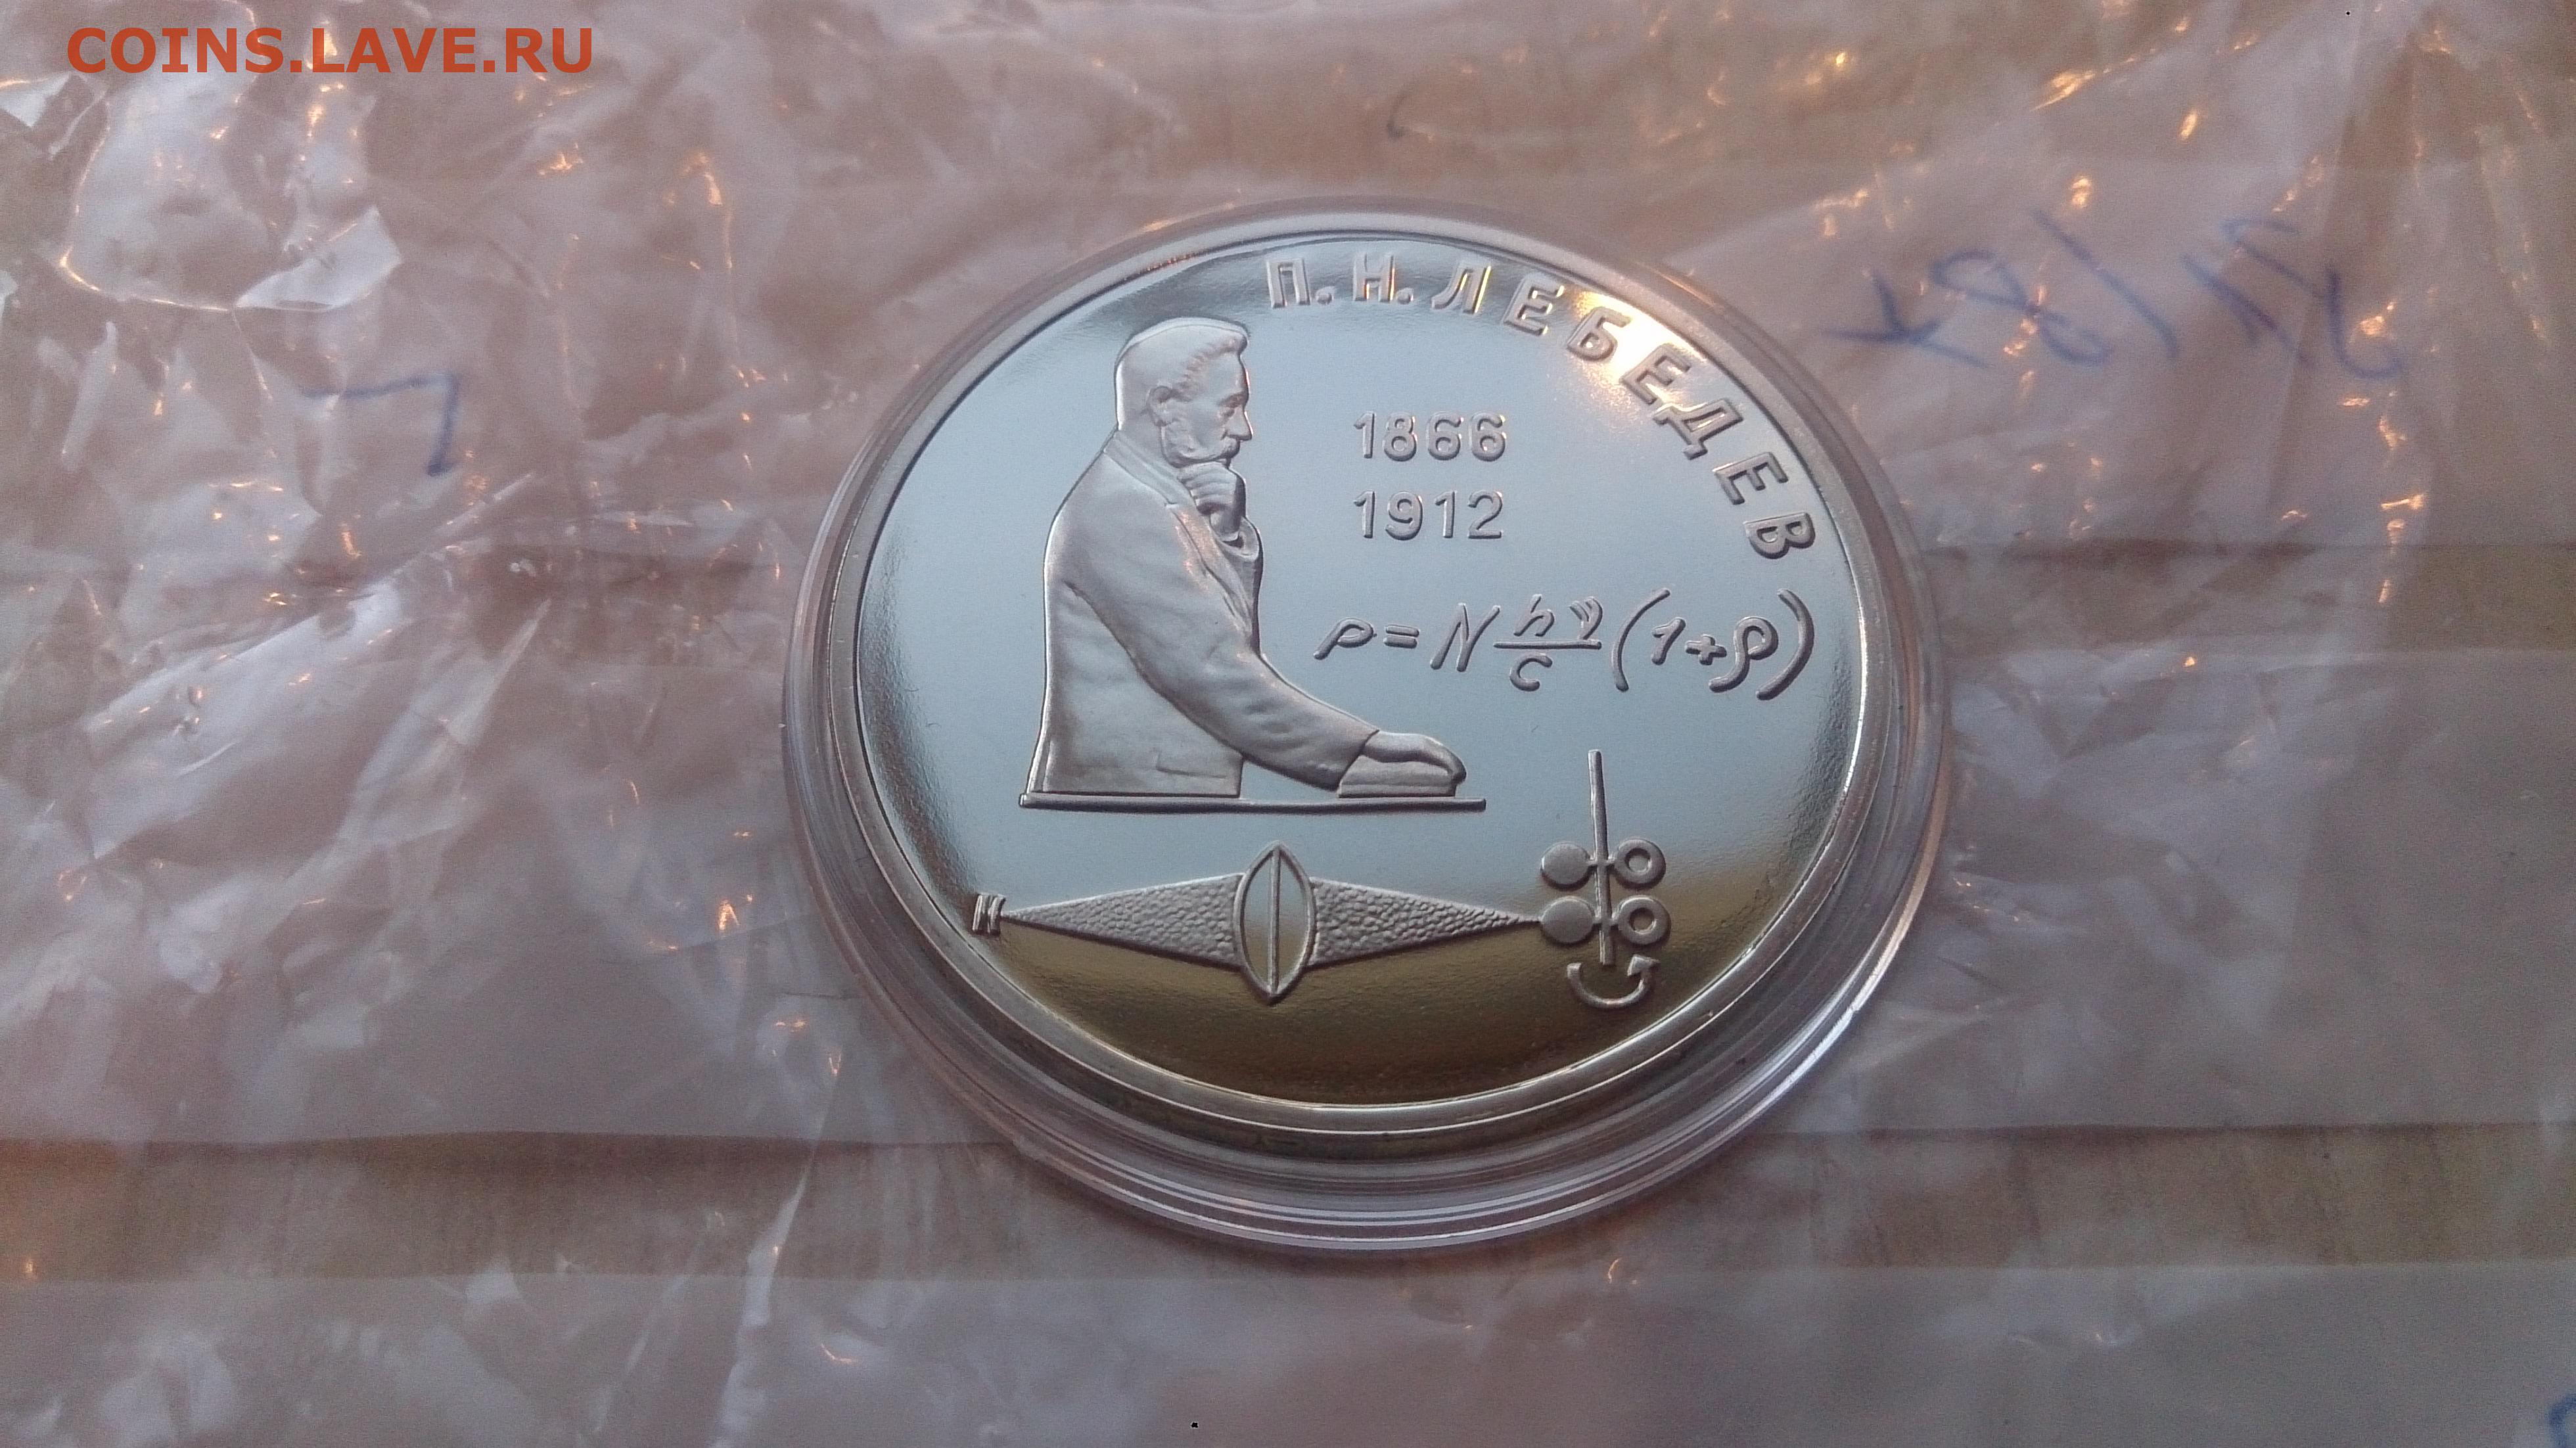 COINS.LAVE.RU
П.Н.ЛЕБЕДЕВ
1866
1912
p=N hν/c (1+ρ)